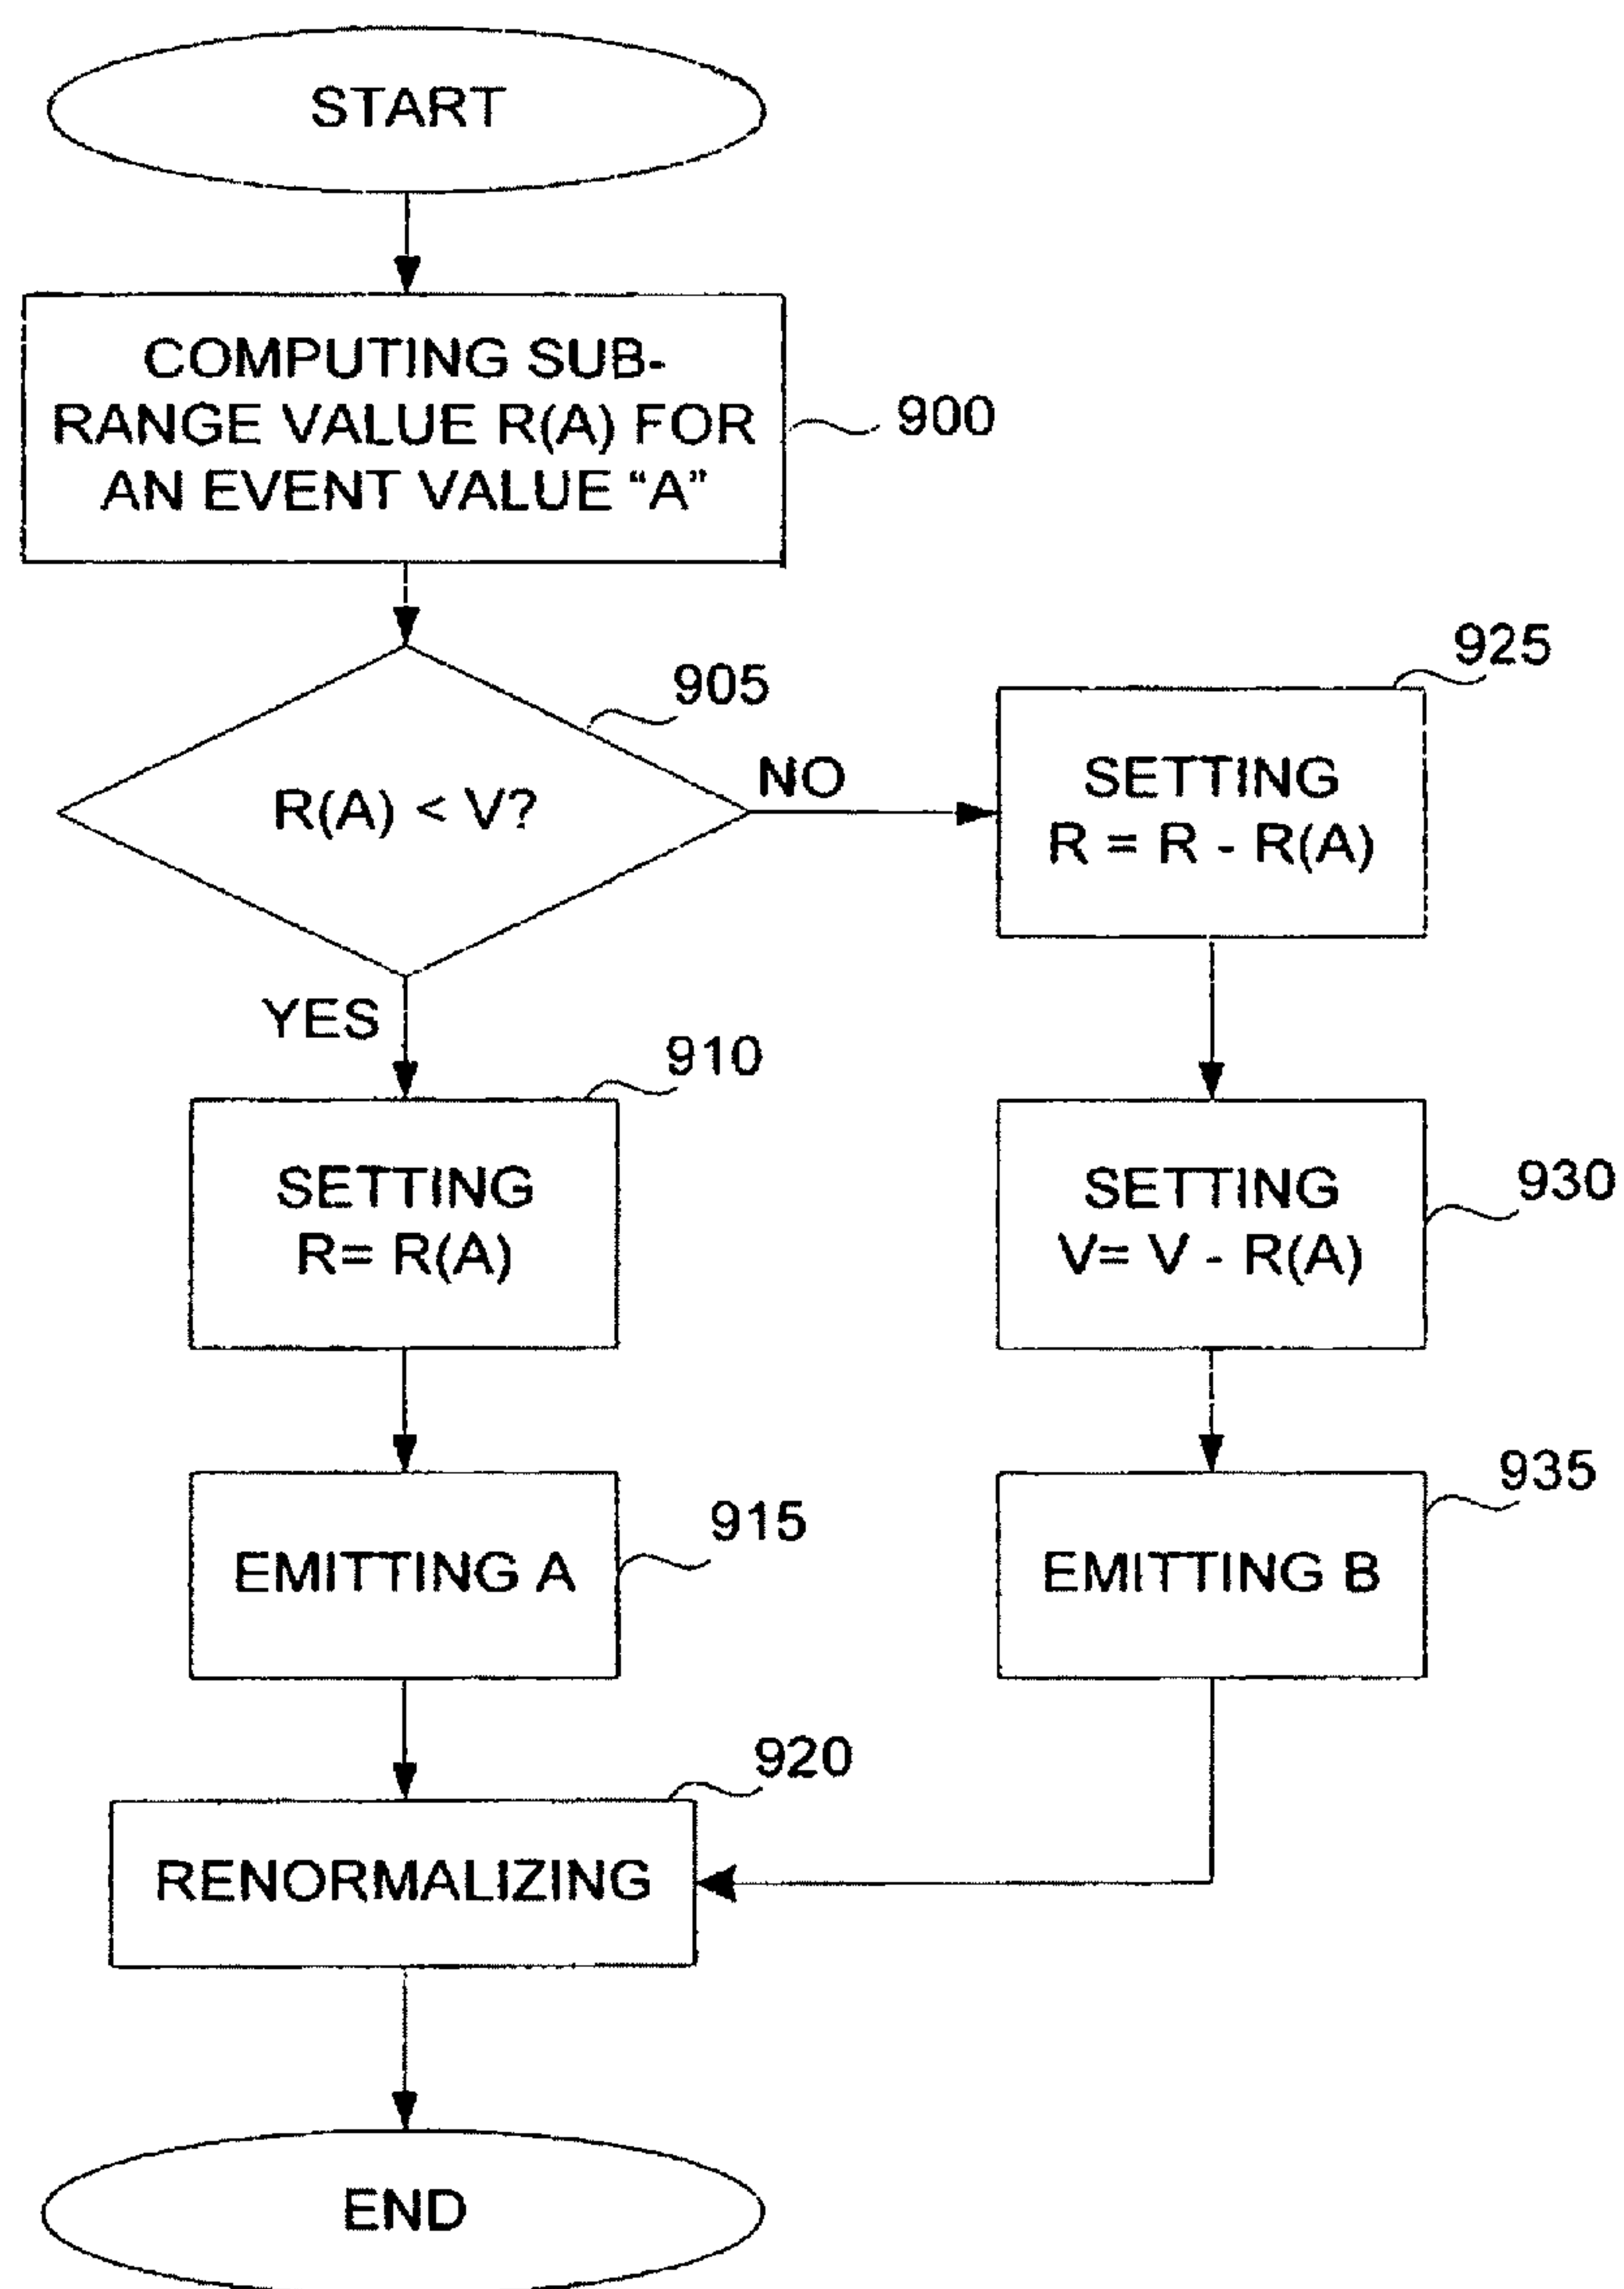 START
COMPUTING SUB-
RANGE VALUE R(A) FOR
AN EVENT VALUE “A”
900
905
R(A) < V?
NO
YES
925
SETTING
R = R - R(A)
910
SETTING
R= R(A)
930
SETTING
V= V - R(A)
915
EMITTING A
935
EMITTING B
920
RENORMALIZING
END